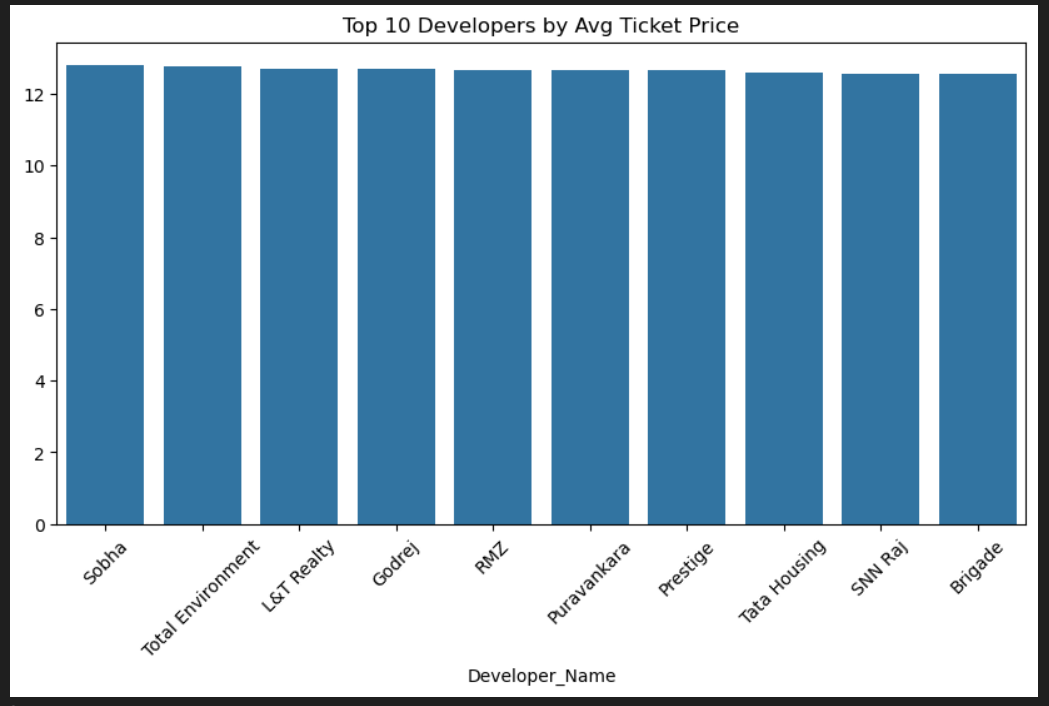 Top 10 Developers by Avg Ticket Price
12
10
8
6
4
2
0
Sobha
Total Environment
L&T Realty
Godrej
RMZ
Puravankara
Prestige
Tata Housing
SNN Raj
Brigade
Developer_Name